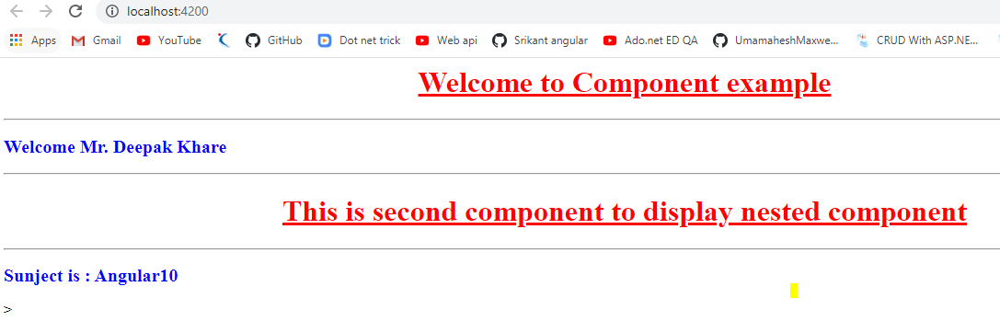 localhost:4200
Apps Gmail YouTube GitHub Dot net trick Web api Srikant angular Ado.net ED QA UmamaheshMaxwe... CRUD With ASP.NE...
Welcome to Component example
Welcome Mr. Deepak Khare
This is second component to display nested component
Sunject is : Angular10
>